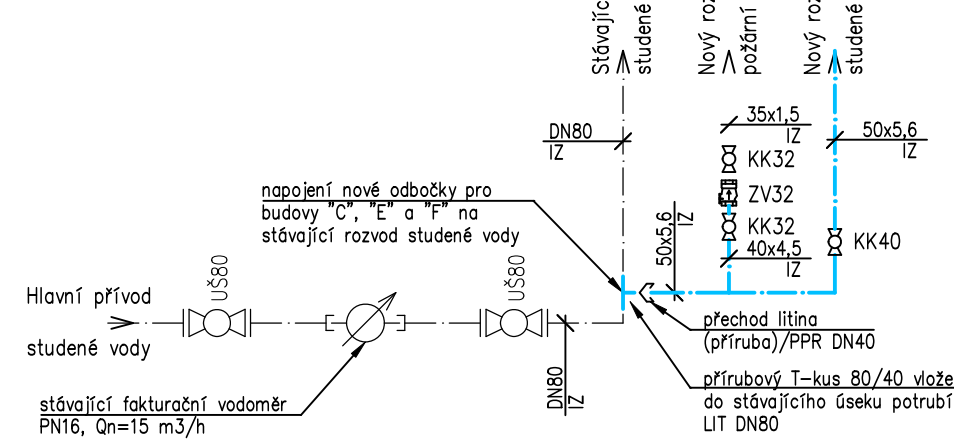 Stávajíc
studené
Nový roz
požární
Nový roz
studené
DN80
IZ
35x1,5
IZ
50x5,6
IZ
KK32
ZV32
KK32
40x4,5
IZ
50x5,6
IZ
KK40
napojení nové odbočky pro
budovy "C", "E" a "F" na
stávající rozvod studené vody
Hlavní přívod
studené vody
UŠ80
UŠ80
DN80
IZ
přechod litina
(příruba)/PPR DN40
přírubový T-kus 80/40 vlože
do stávajícího úseku potrubí
LIT DN80
stávající fakturační vodoměr
PN16, Qn=15 m3/h